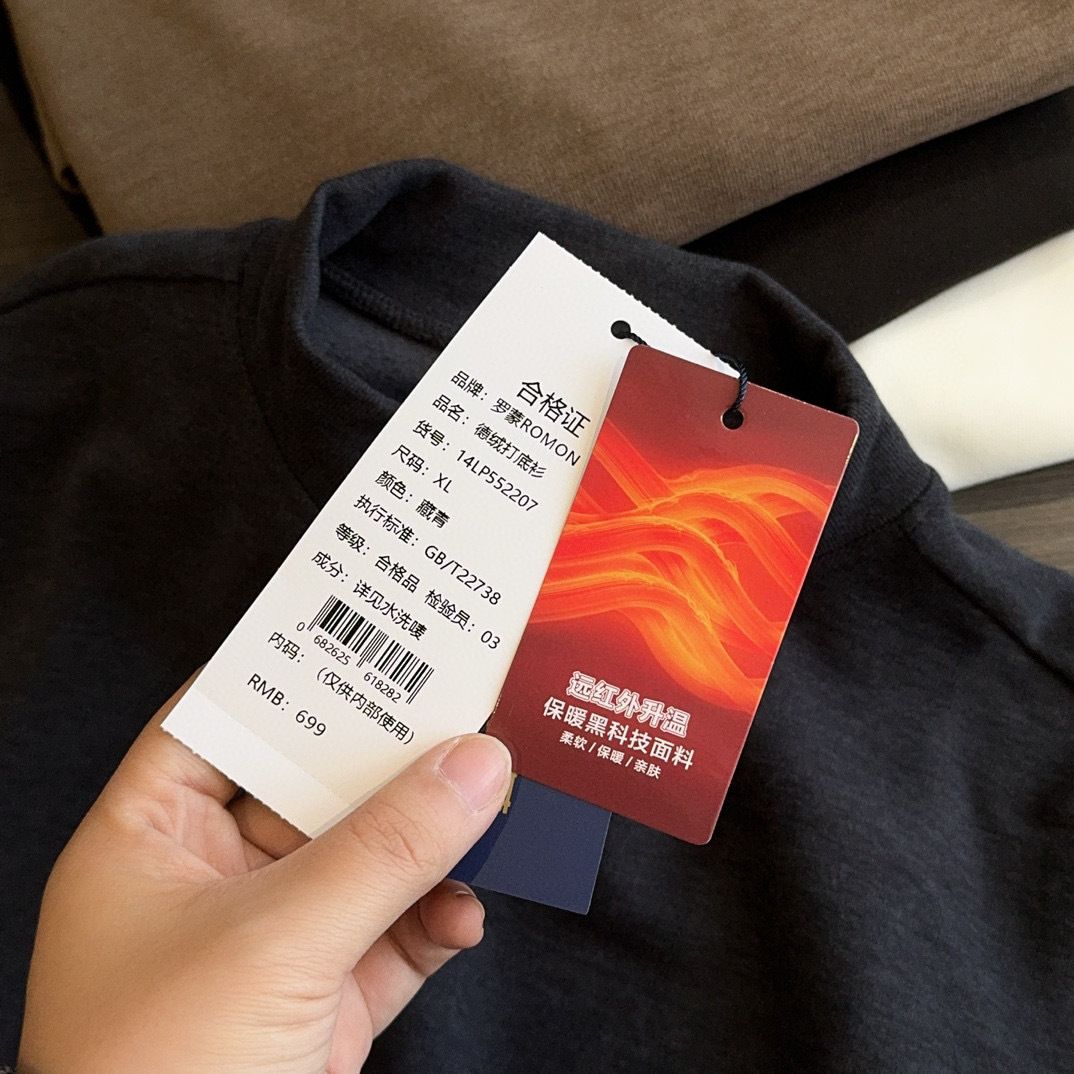 合格证
品牌：罗蒙ROMON
品名：德绒打底衫
货号：14LP552207
尺码：XL
颜色：藏青
执行标准：GB/T22738
等级：合格品 检验员：03
成分：详见水洗唛
0 682625 618282
内码：（仅供内部使用）
RMB：699
远红外升温
保暖黑科技面料
柔软/保暖/亲肤